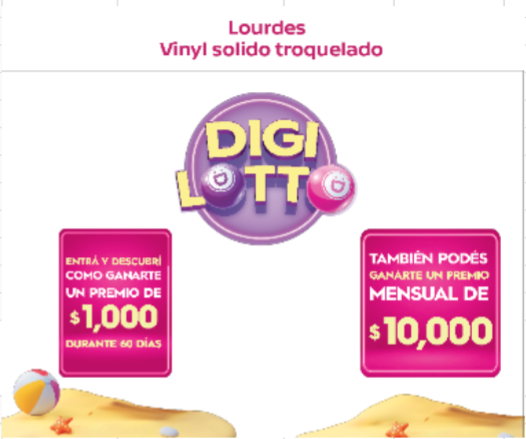 Lourdes
Vinyl solido troquelado
DIGI
LOTTO
ENTRÁ Y DESCUBRÍ
COMO GANARTE
UN PREMIO DE
$1,000
DURANTE 60 DÍAS
TAMBIÉN PODÉS
GANARTE UN PREMIO
MENSUAL DE
$10,000